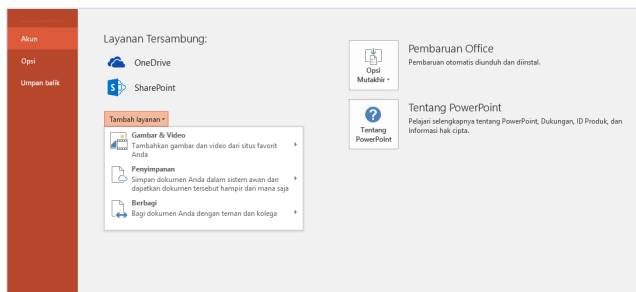 Akun
Opsi
Umpan balik
Layanan Tersambung:
OneDrive
SharePoint
Tambah layanan
Gambar & Video
Tambahkan gambar dan video dari situs favorit
Anda
Penyimpanan
Simpan dokumen Anda dalam sistem awan dan
dapatkan dokumen tersebut hampir dari mana saja
Berbagi
Bagi dokumen Anda dengan teman dan kolega
Opsi
Mutakhir
Pembaruan Office
Pembaruan otomatis diunduh dan diinstal.
Tentang
PowerPoint
Tentang PowerPoint
Pelajari selengkapnya tentang PowerPoint, Dukungan, ID Produk, dan
Informasi hak cipta.